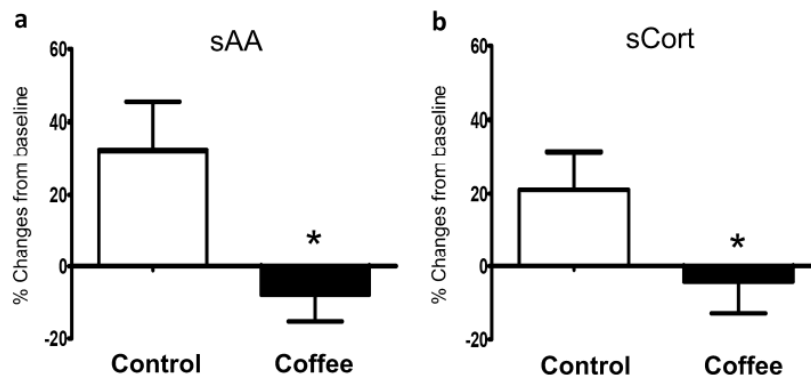 a
sAA
% Changes from baseline
60
40
20
0
-20
*
Control Coffee
b
sCort
% Changes from baseline
60
40
20
0
-20
*
Control Coffee